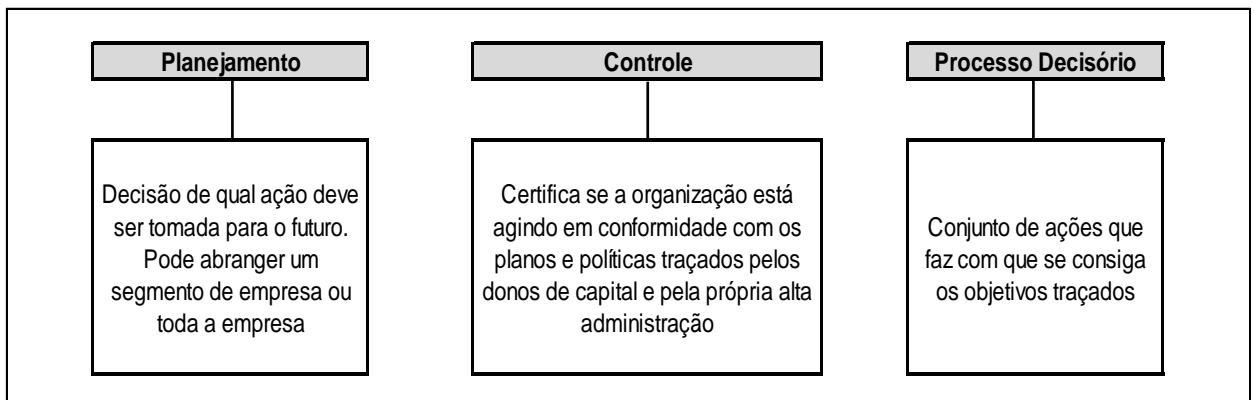 Planejamento
Decisão de qual ação deve
ser tomada para o futuro.
Pode abranger um
segmento de empresa ou
toda a empresa
Controle
Certifica se a organização está
agindo em conformidade com os
planos e políticas traçados pelos
donos de capital e pela própria alta
administração
Processo Decisório
Conjunto de ações que
faz com que se consiga
os objetivos traçados